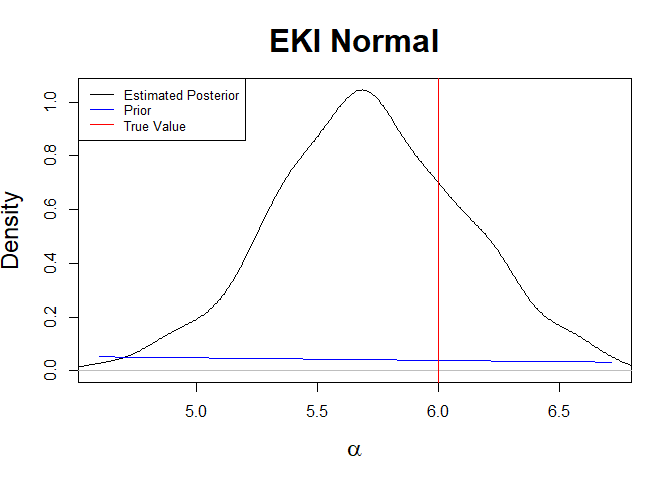 EKI Normal
Estimated Posterior
Prior
True Value
Density
0.0 0.2 0.4 0.6 0.8 1.0
5.0 5.5 6.0 6.5
α